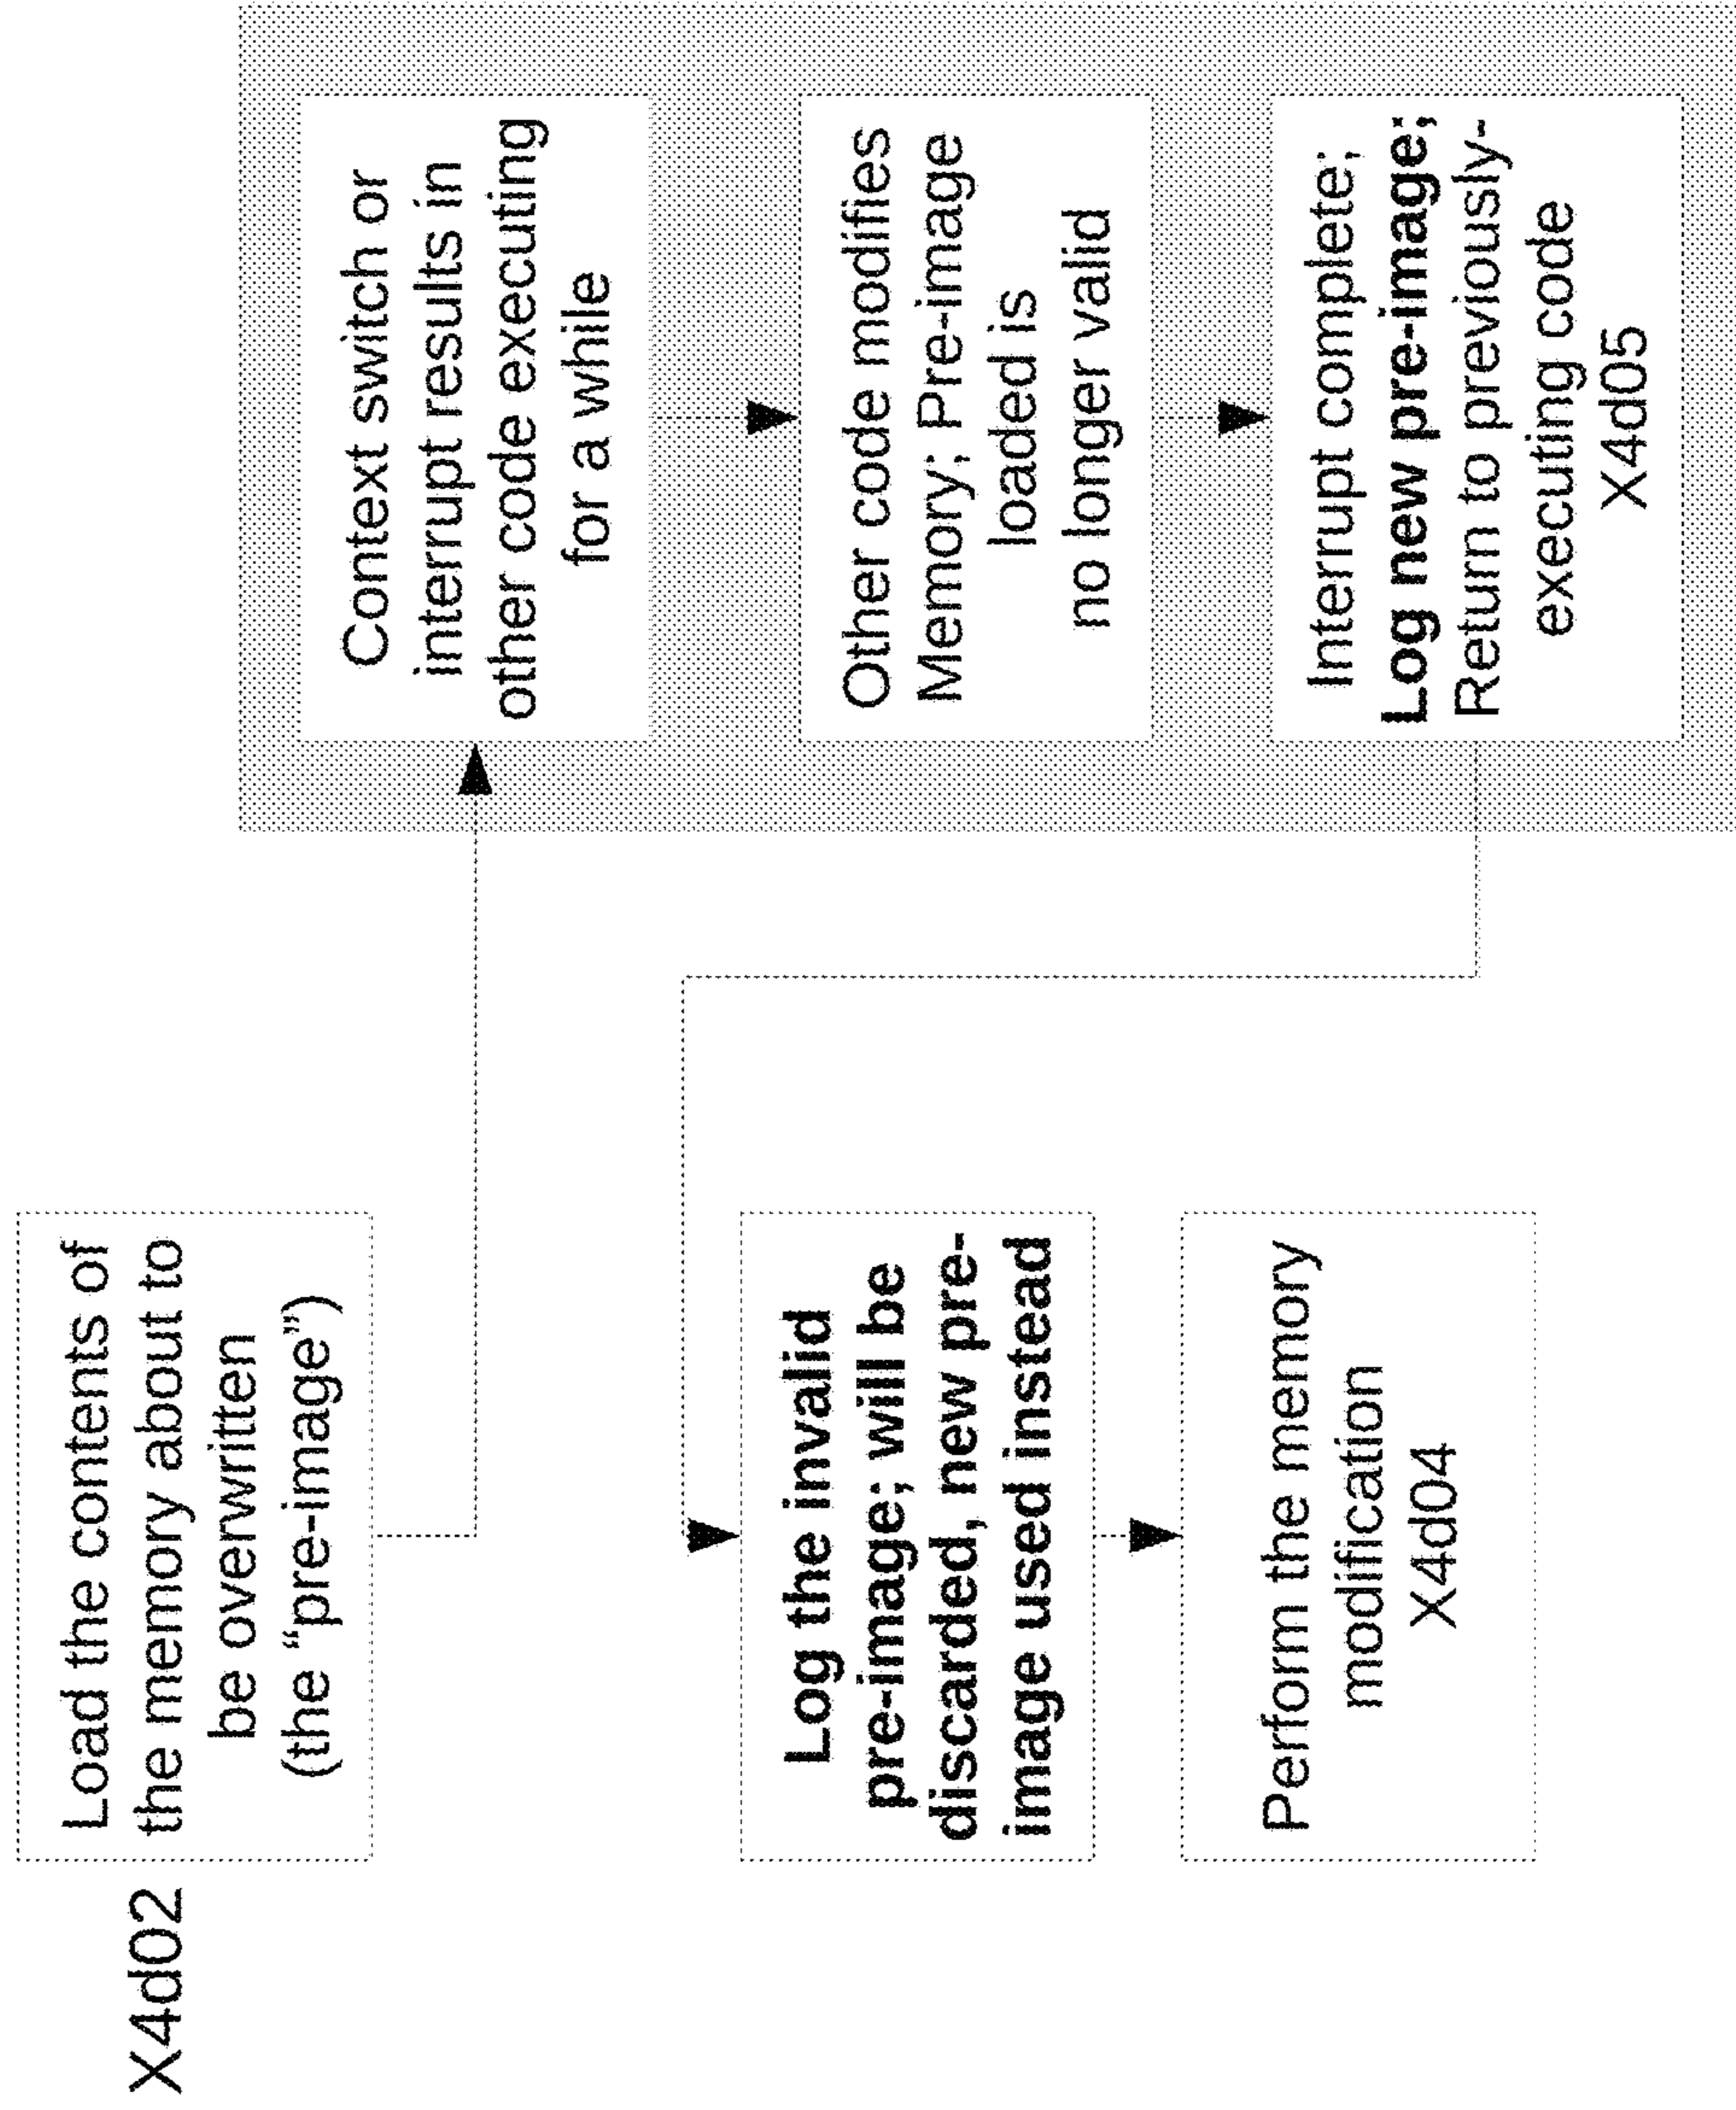 X4d02
Load the contents of
the memory about to
be overwritten
(the “pre-image”)
Context switch or
interrupt results in
other code executing
for a while
Other code modifies
Memory; Pre-image
loaded is
no longer valid
Interrupt complete;
Log new pre-image;
Return to previously-
executing code
X4d05
Log the invalid
pre-image; will be
discarded, new pre-
image used instead
Perform the memory
modification
X4d04